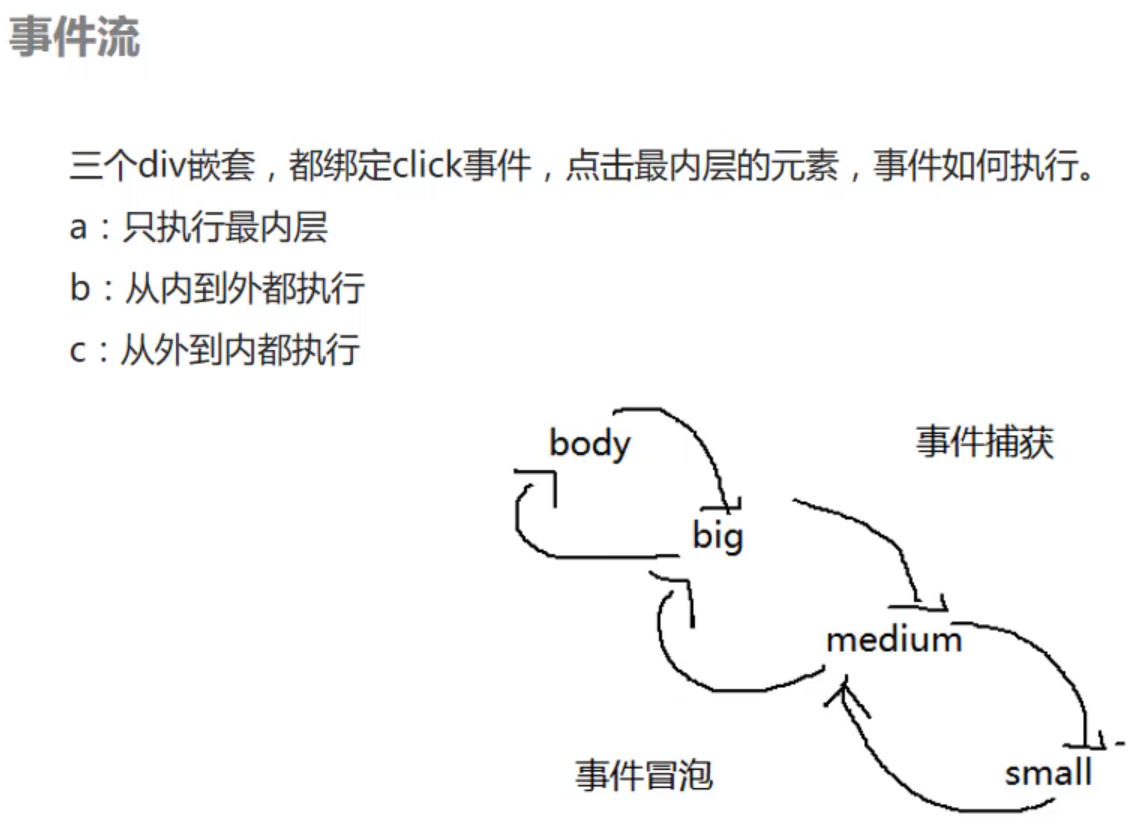 事件流
三个div嵌套，都绑定click事件，点击最内层的元素，事件如何执行。
a：只执行最内层
b：从内到外都执行
c：从外到内都执行
body
事件捕获
big
medium
事件冒泡
small